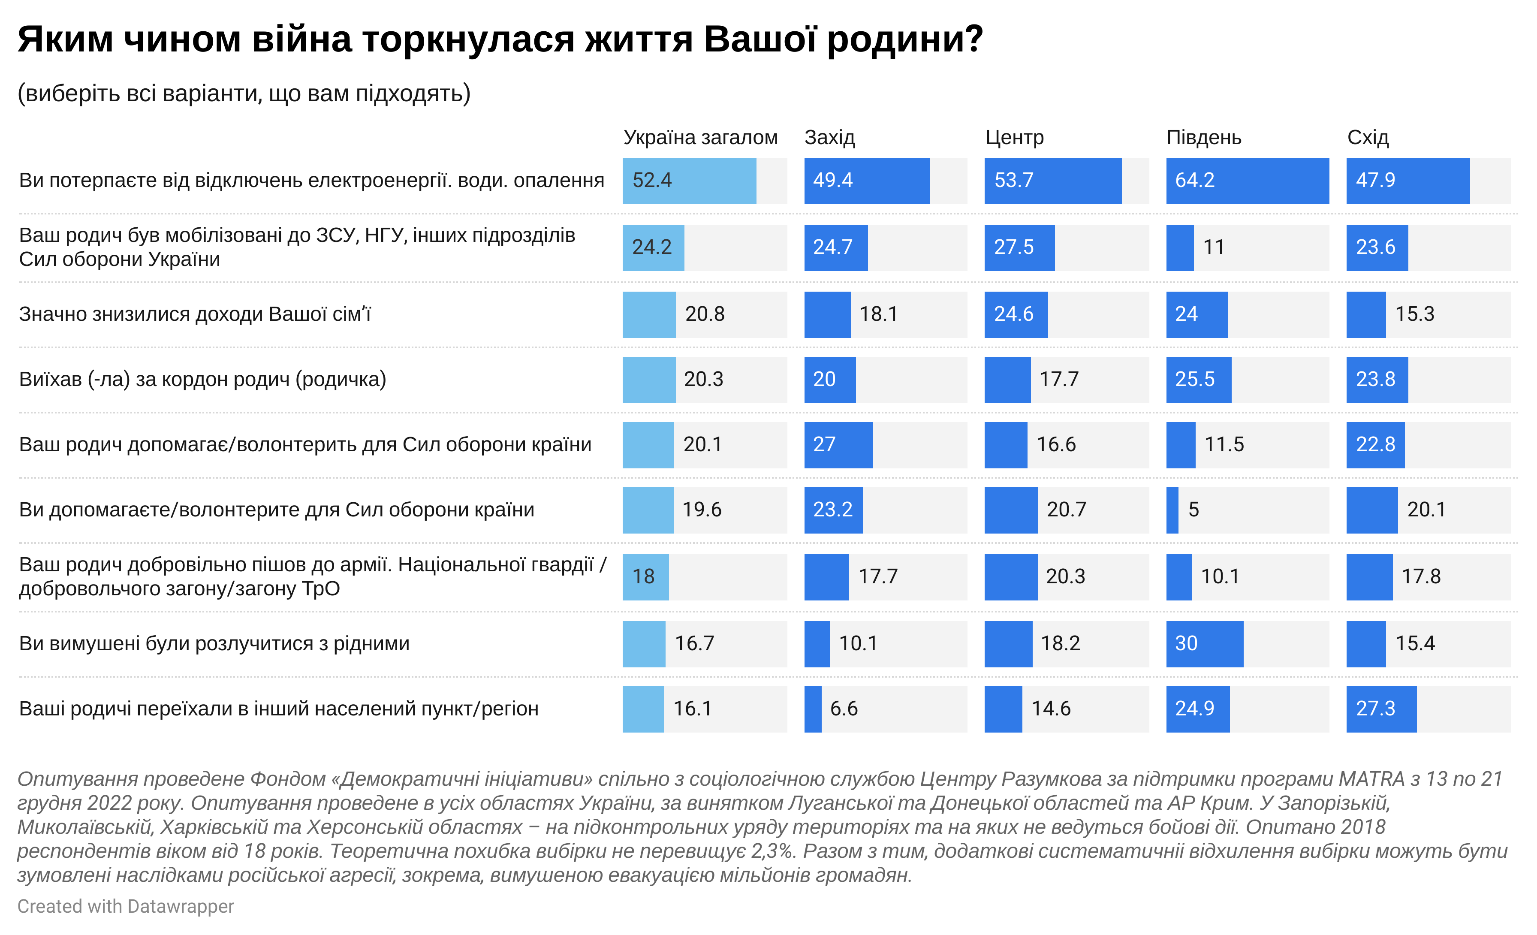 Яким чином війна торкнулася життя Вашої родини?
(виберіть всі варіанти, що вам підходять)
Україна загалом Захід Центр Південь Схід
Ви потерпаєте від відключень електроенергії. води. опалення 52.4 49.4 53.7 64.2 47.9
Ваш родич був мобілізовані до ЗСУ, НГУ, інших підрозділів
Сил оборони України 24.2 24.7 27.5 11 23.6
Значно знизилися доходи Вашої сім’ї 20.8 18.1 24.6 24 15.3
Виїхав (-ла) за кордон родич (родичка) 20.3 20 17.7 25.5 23.8
Ваш родич допомагає/волонтерить для Сил оборони країни 20.1 27 16.6 11.5 22.8
Ви допомагаєте/волонтерите для Сил оборони країни 19.6 23.2 20.7 5 20.1
Ваш родич добровільно пішов до армії. Національної гвардії /
добровольчого загону/загону ТрО 18 17.7 20.3 10.1 17.8
Ви вимушені були розлучитися з рідними 16.7 10.1 18.2 30 15.4
Ваші родичі переїхали в інший населений пункт/регіон 16.1 6.6 14.6 24.9 27.3
Опитування проведене Фондом «Демократичні ініціативи» спільно з соціологічною службою Центру Разумкова за підтримки програми MATRA з 13 по 21
грудня 2022 року. Опитування проведене в усіх областях України, за винятком Луганської та Донецької областей та АР Крим. У Запорізькій,
Миколаївській, Харківській та Херсонській областях – на підконтрольних уряду територіях та на яких не ведуться бойові дії. Опитано 2018
респондентів віком від 18 років. Теоретична похибка вибірки не перевищує 2,3%. Разом з тим, додаткові систематичніі відхилення вибірки можуть бути
зумовлені наслідками російської агресії, зокрема, вимушеною евакуацією мільйонів громадян.
Created with Datawrapper